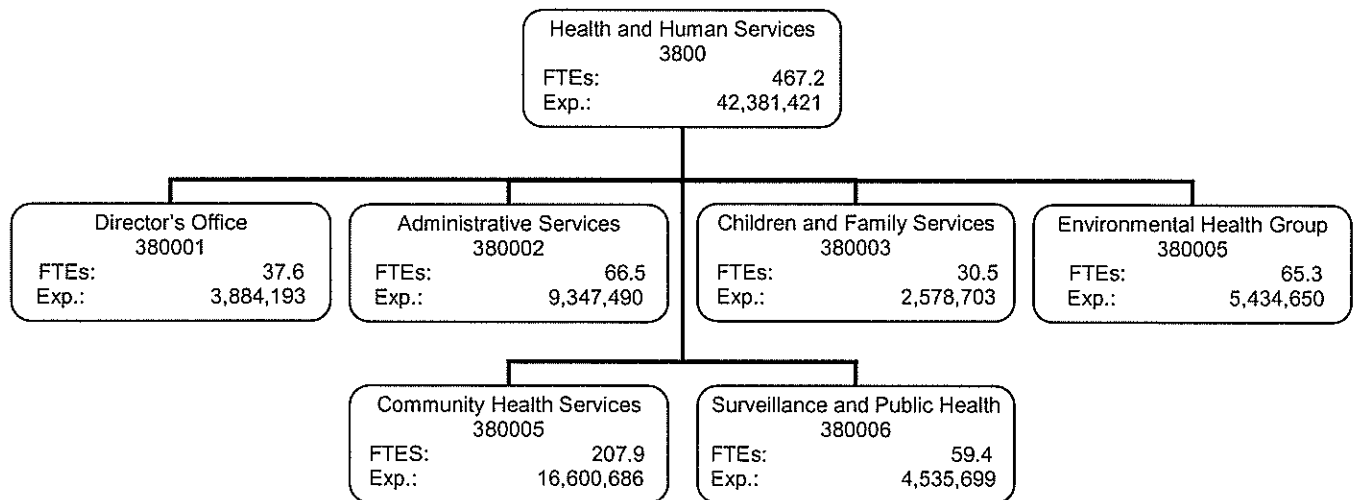 Health and Human Services
3800
FTEs: 467.2
Exp.: 42,381,421
Director's Office
380001
FTEs: 37.6
Exp.: 3,884,193
Administrative Services
380002
FTEs: 66.5
Exp.: 9,347,490
Children and Family Services
380003
FTEs: 30.5
Exp.: 2,578,703
Environmental Health Group
380005
FTEs: 65.3
Exp.: 5,434,650
Community Health Services
380005
FTES: 207.9
Exp.: 16,600,686
Surveillance and Public Health
380006
FTEs: 59.4
Exp.: 4,535,699